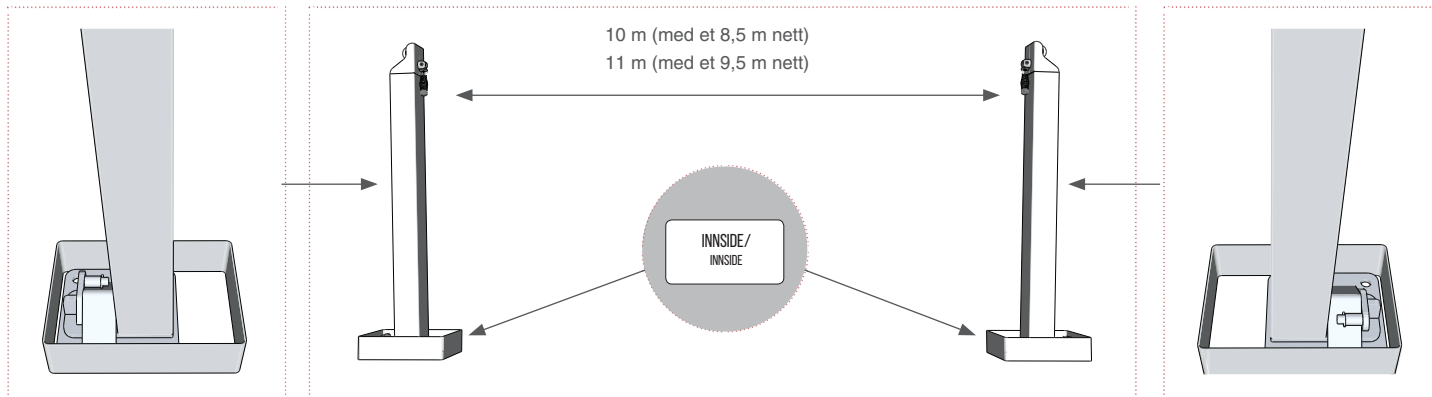 10 m (med et 8,5 m nett)
11 m (med et 9,5 m nett)
INNSIDE/
INNSIDE